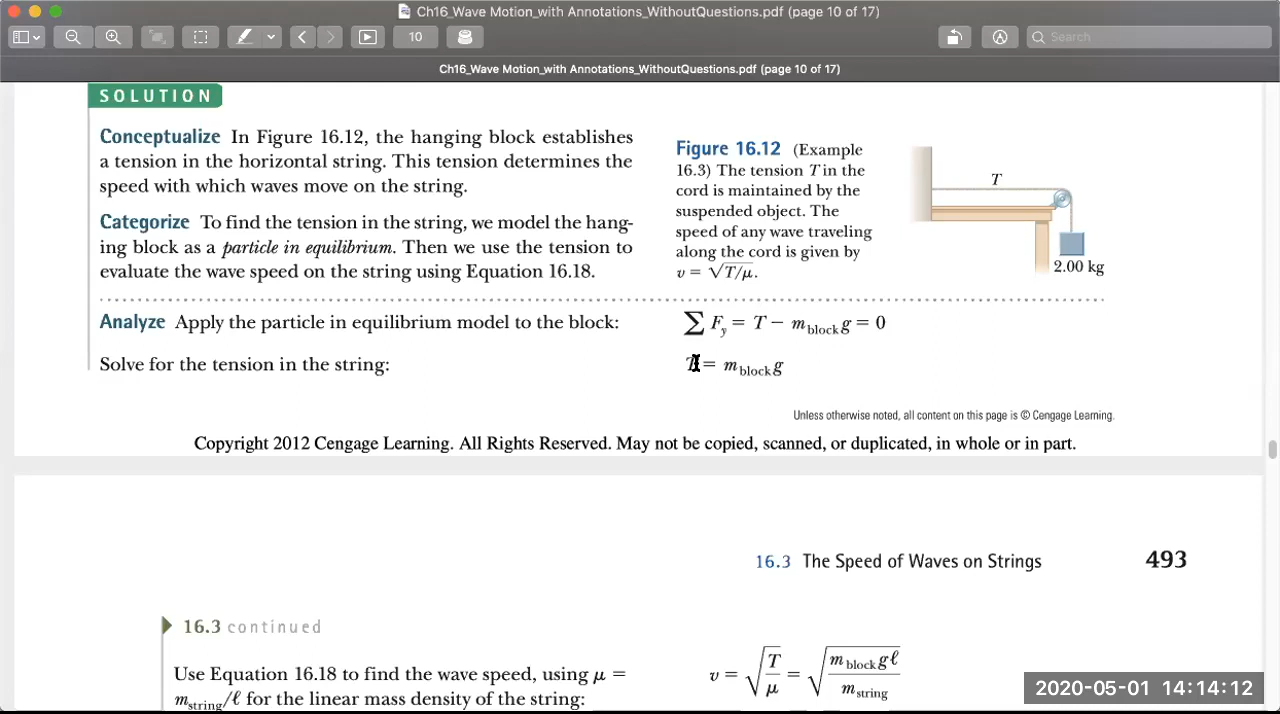 Ch16_Wave Motion_with Annotations_WithoutQuestions.pdf (page 10 of 17)
10
Search
Ch16_Wave Motion_with Annotations_WithoutQuestions.pdf (page 10 of 17)
SOLUTION
Conceptualize In Figure 16.12, the hanging block establishes
a tension in the horizontal string. This tension determines the
speed with which waves move on the string.
Categorize To find the tension in the string, we model the hang-
ing block as a particle in equilibrium. Then we use the tension to
evaluate the wave speed on the string using Equation 16.18.
Figure 16.12 (Example
16.3) The tension T in the
cord is maintained by the
suspended object. The
speed of any wave traveling
along the cord is given by
v = √T/μ.
T
2.00 kg
Analyze Apply the particle in equilibrium model to the block:
∑ F_y = T − m_block g = 0
Solve for the tension in the string:
T = m_block g
Unless otherwise noted, all content on this page is © Cengage Learning.
Copyright 2012 Cengage Learning. All Rights Reserved. May not be copied, scanned, or duplicated, in whole or in part.
16.3 The Speed of Waves on Strings 493
16.3 continued
Use Equation 16.18 to find the wave speed, using μ =
m_string/ℓ for the linear mass density of the string:
v = √(T/μ) = √(m_block gℓ/m_string)
2020-05-01 14:14:12